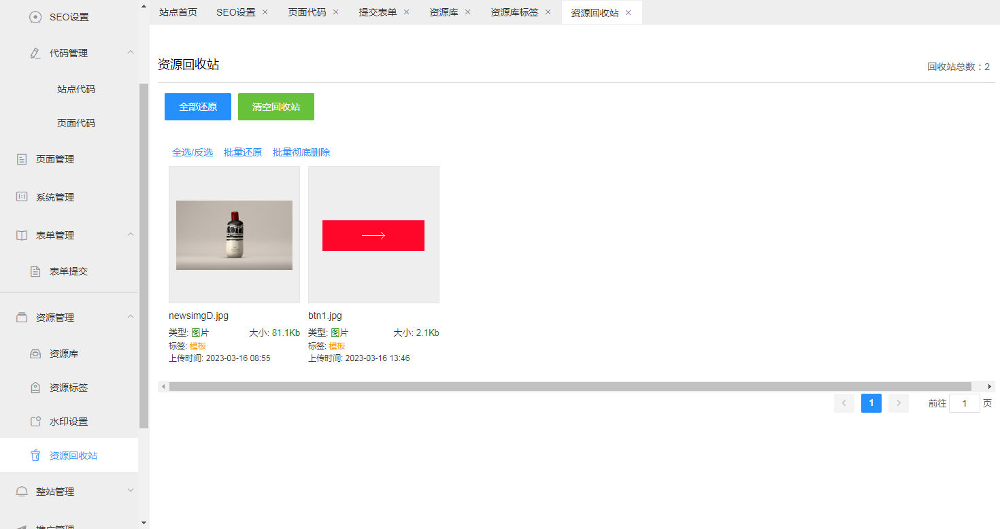 SEO设置
代码管理
站点代码
页面代码
页面管理
系统管理
表单管理
表单提交
资源管理
资源库
资源标签
水印设置
资源回收站
整站管理
推广管理
站点首页 SEO设置 页面代码 提交表单 资源库 资源库标签 资源回收站
资源回收站
回收站总数：2
全部还原 清空回收站
全选/反选 批量还原 批量彻底删除
newsimgD.jpg
类型: 图片 大小: 81.1Kb
标签: 模板
上传时间: 2023-03-16 08:55
btn1.jpg
类型: 图片 大小: 2.1Kb
标签: 模板
上传时间: 2023-03-16 13:46
1 前往 1 页